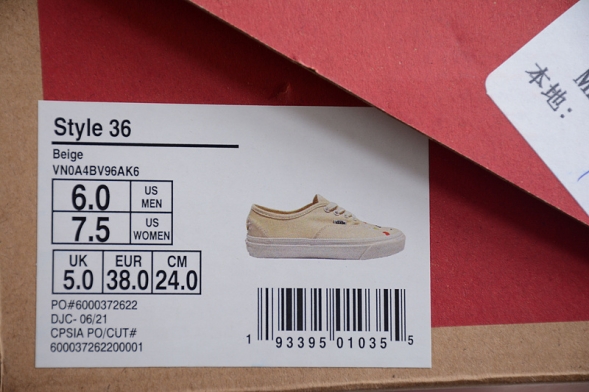 Style 36
Beige
VN0A4BV96AK6
6.0 US MEN
7.5 US WOMEN
UK EUR CM
5.0 38.0 24.0
PO#6000372622
DJC- 06/21
CPSIA PO/CUT#
600037262200001
1 93395 01035 5
本地: